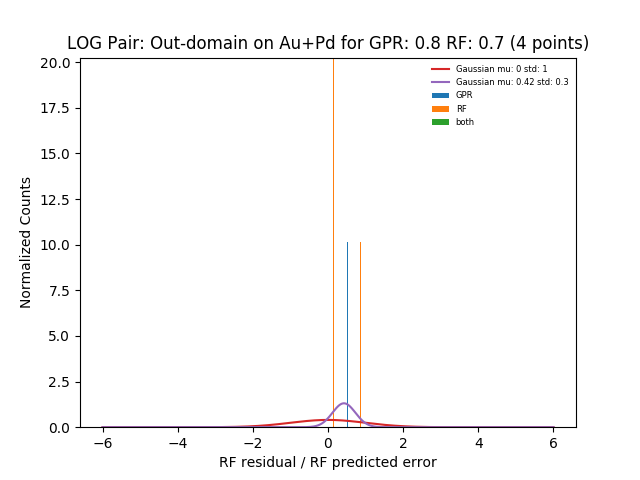 LOG Pair: Out-domain on Au+Pd for GPR: 0.8 RF: 0.7 (4 points)
Gaussian mu: 0 std: 1
Gaussian mu: 0.42 std: 0.3
GPR
RF
both
Normalized Counts
20.0
17.5
15.0
12.5
10.0
7.5
5.0
2.5
0.0
−6
−4
−2
0
2
4
6
RF residual / RF predicted error